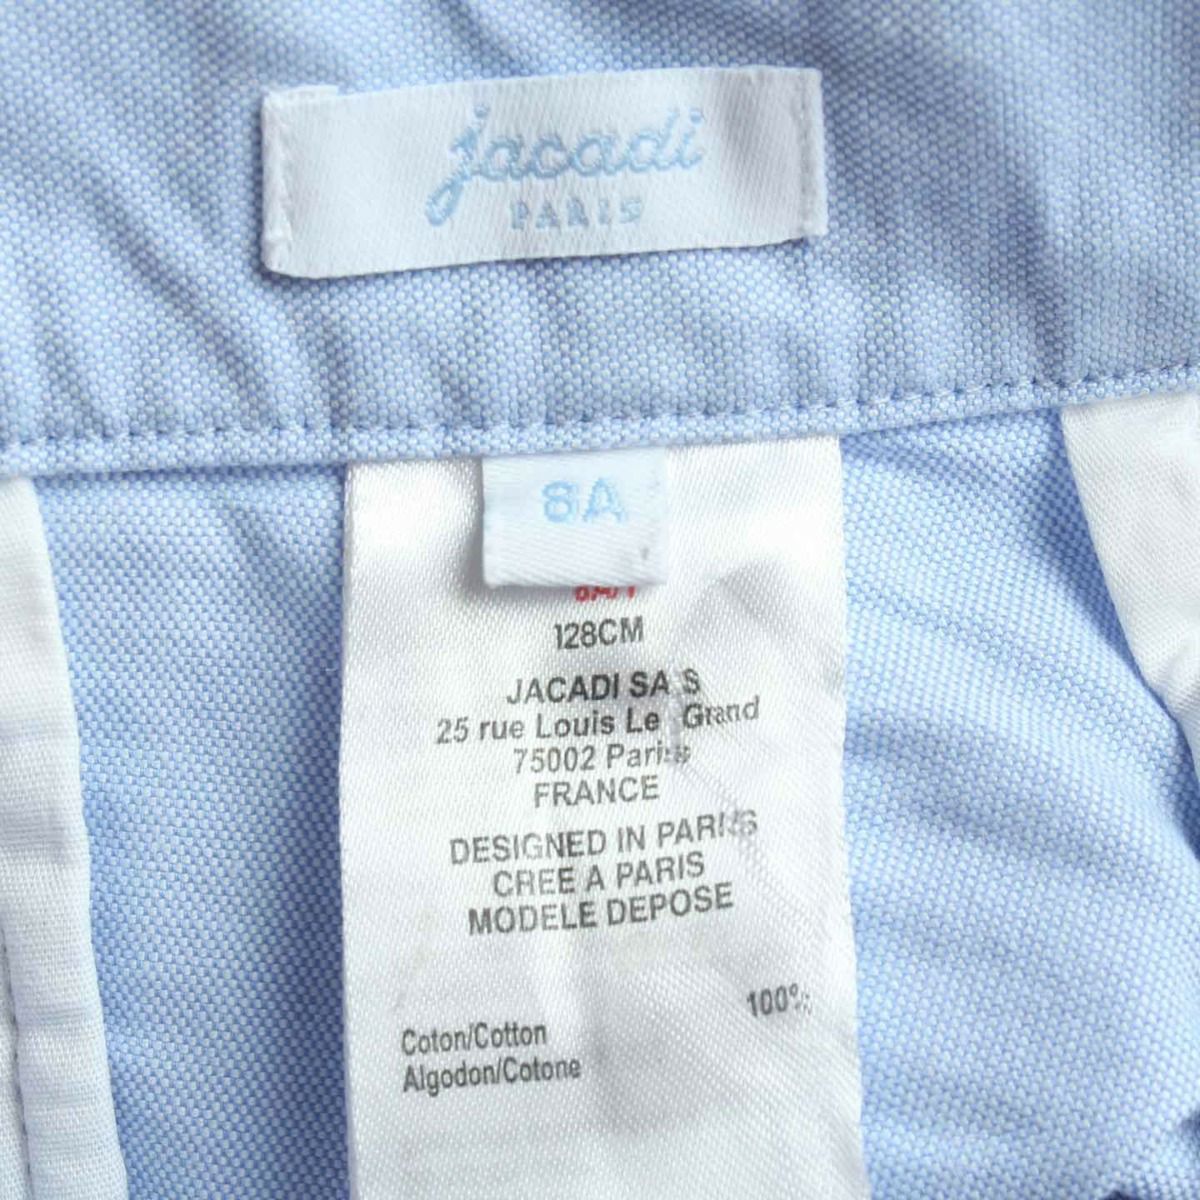 jacadi
PARIS
8A
128CM
JACADI SAS
25 rue Louis Le Grand
75002 Paris
FRANCE
DESIGNED IN PARIS
CREE A PARIS
MODELE DEPOSE
100%
Coton/Cotton
Algodon/Cotone